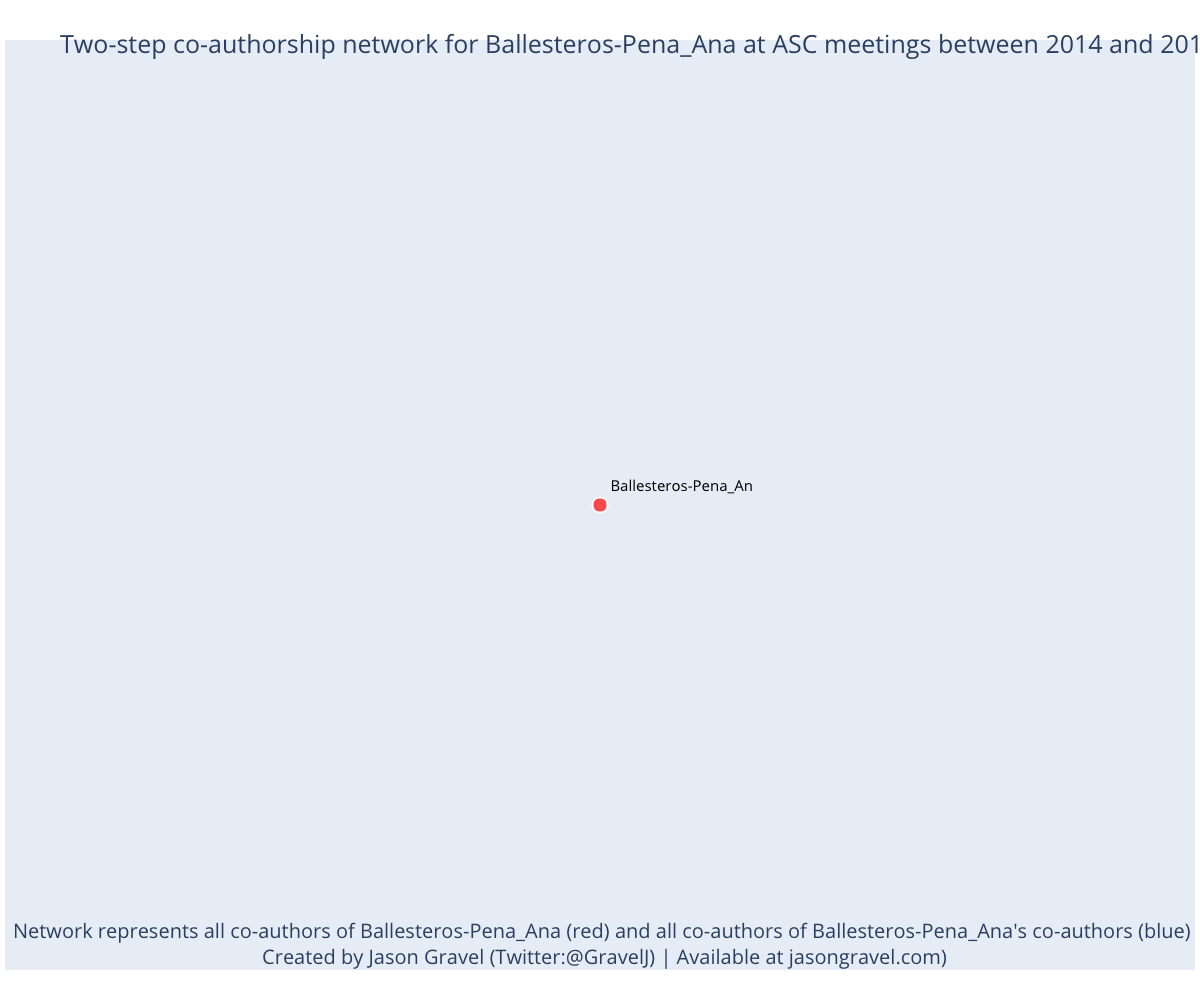 Two-step co-authorship network for Ballesteros-Pena_Ana at ASC meetings between 2014 and 201
Ballesteros-Pena_An
Network represents all co-authors of Ballesteros-Pena_Ana (red) and all co-authors of Ballesteros-Pena_Ana's co-authors (blue)
Created by Jason Gravel (Twitter:@GravelJ) | Available at jasongravel.com)